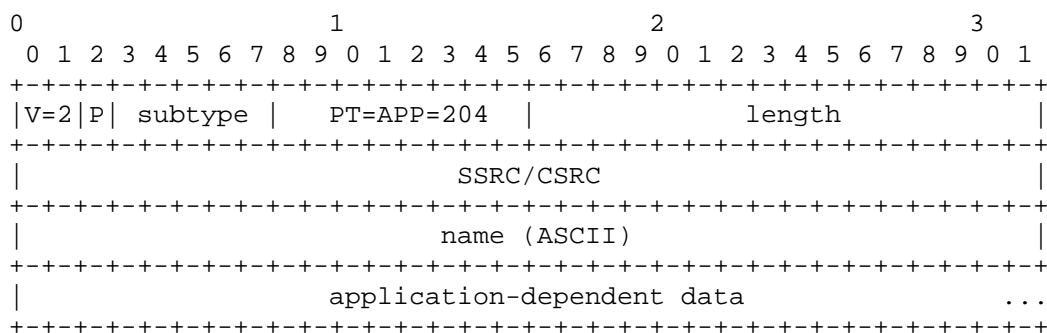 0                   1                   2                   3
 0 1 2 3 4 5 6 7 8 9 0 1 2 3 4 5 6 7 8 9 0 1 2 3 4 5 6 7 8 9 0 1
+-+-+-+-+-+-+-+-+-+-+-+-+-+-+-+-+-+-+-+-+-+-+-+-+-+-+-+-+-+-+-+-+
|V=2|P| subtype |   PT=APP=204  |             length            |
+-+-+-+-+-+-+-+-+-+-+-+-+-+-+-+-+-+-+-+-+-+-+-+-+-+-+-+-+-+-+-+-+
|                           SSRC/CSRC                           |
+-+-+-+-+-+-+-+-+-+-+-+-+-+-+-+-+-+-+-+-+-+-+-+-+-+-+-+-+-+-+-+-+
|                          name (ASCII)                         |
+-+-+-+-+-+-+-+-+-+-+-+-+-+-+-+-+-+-+-+-+-+-+-+-+-+-+-+-+-+-+-+-+
|                   application-dependent data                ...
+-+-+-+-+-+-+-+-+-+-+-+-+-+-+-+-+-+-+-+-+-+-+-+-+-+-+-+-+-+-+-+-+